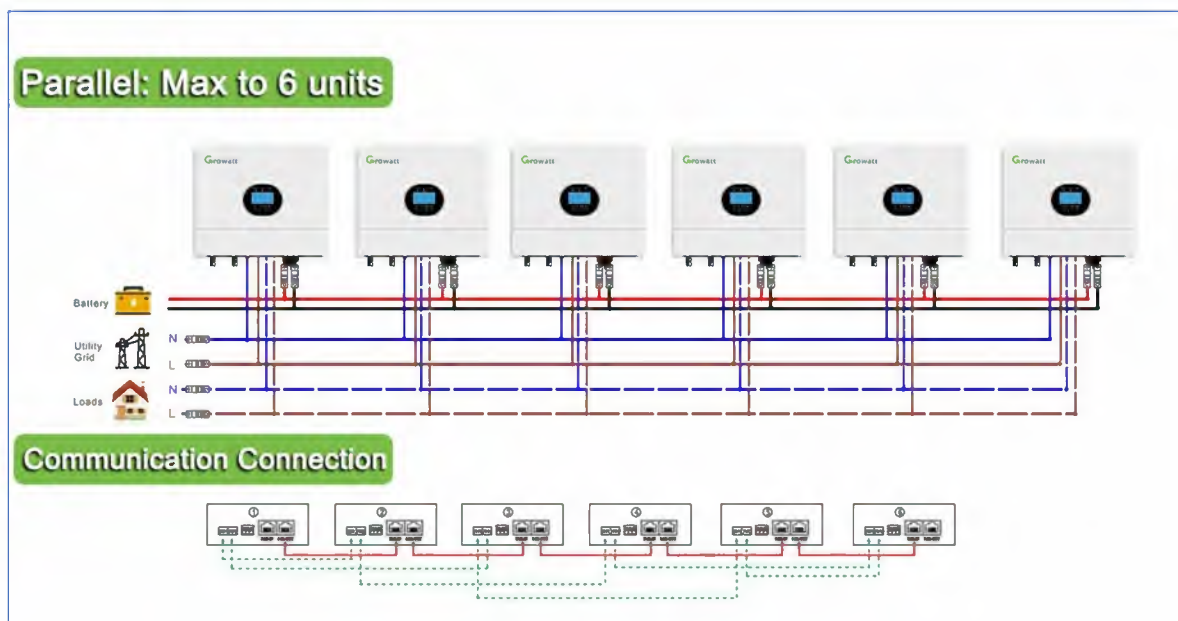 Parallel: Max to 6 units
Growatt
Growatt
Growatt
Growatt
Growatt
Growatt
Battery
Utility
Grid
N
L
Loads
N
L
Communication Connection
①
②
③
④
⑤
⑥